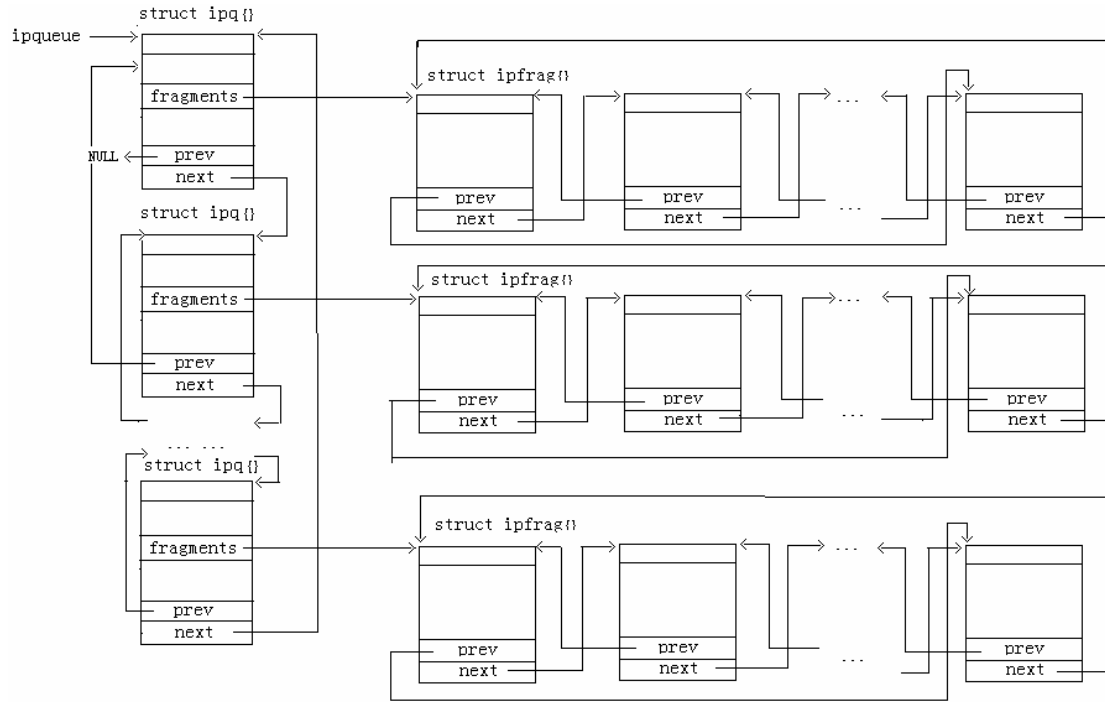 struct ipq{}
ipqueue
fragments
NULL
prev
next
struct ipfrag{}
...
prev
next
prev
next
...
prev
next
struct ipq{}
fragments
prev
next
struct ipfrag{}
...
prev
next
prev
next
...
prev
next
... ...
struct ipq{}
fragments
prev
next
struct ipfrag{}
...
prev
next
prev
next
...
prev
next